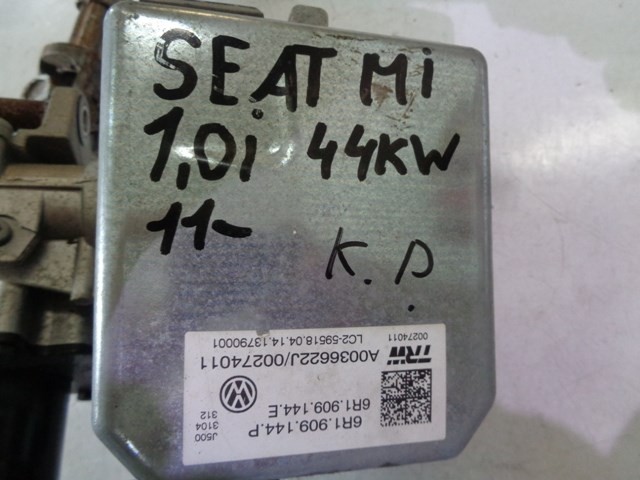 SEAT Mi
1,0i 44KW
11-
K. P.
6R1.909.144.P
6R1.909.144.E
J500
3104
312
A0036622J/00274011
LC2-59518.04.14.13790001
TRW
00274011